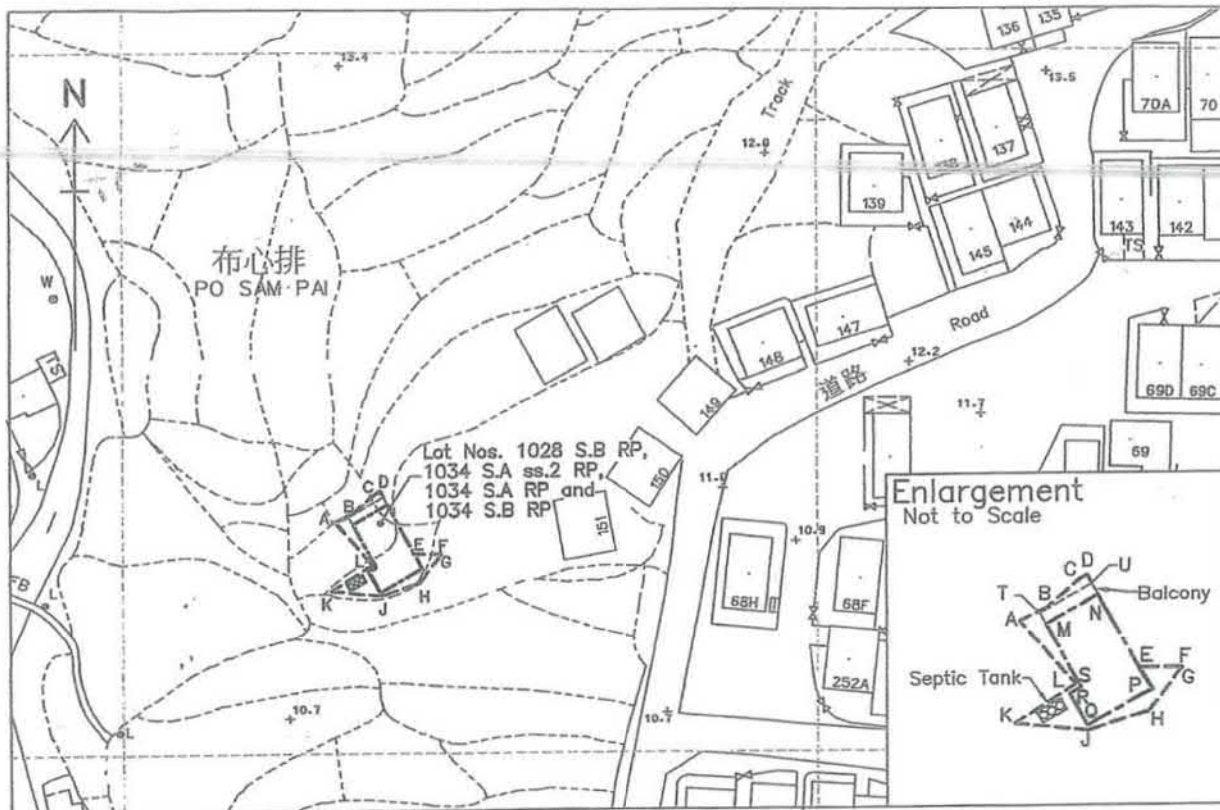 N
13.4
Track
12.0
136
135
13.5
70A
70
137
139
143
142
TS
144
145
布心排
PO SAM PAI
W
TS
147
148
Road
道路
12.2
149
11.7
69D
69C
69
Lot Nos. 1028 S.B RP,
1034 S.A ss.2 RP,
1034 S.A RP and
1034 S.B RP
150
151
A
B
C
D
E
F
G
H
J
K
L
L
FB
L
L
10.9
68H
68F
252A
10.7
10.7
Enlargement
Not to Scale
T
A
B
C
D
U
Balcony
M
N
E
F
G
L
S
R
P
Septic Tank
K
J
H